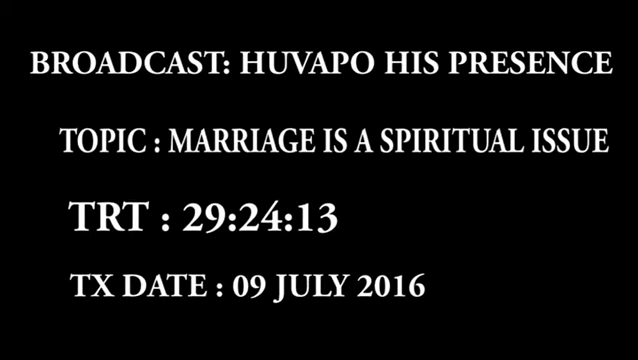 BROADCAST: HUVAPO HIS PRESENCE
TOPIC : MARRIAGE IS A SPIRITUAL ISSUE
TRT : 29:24:13
TX DATE : 09 JULY 2016